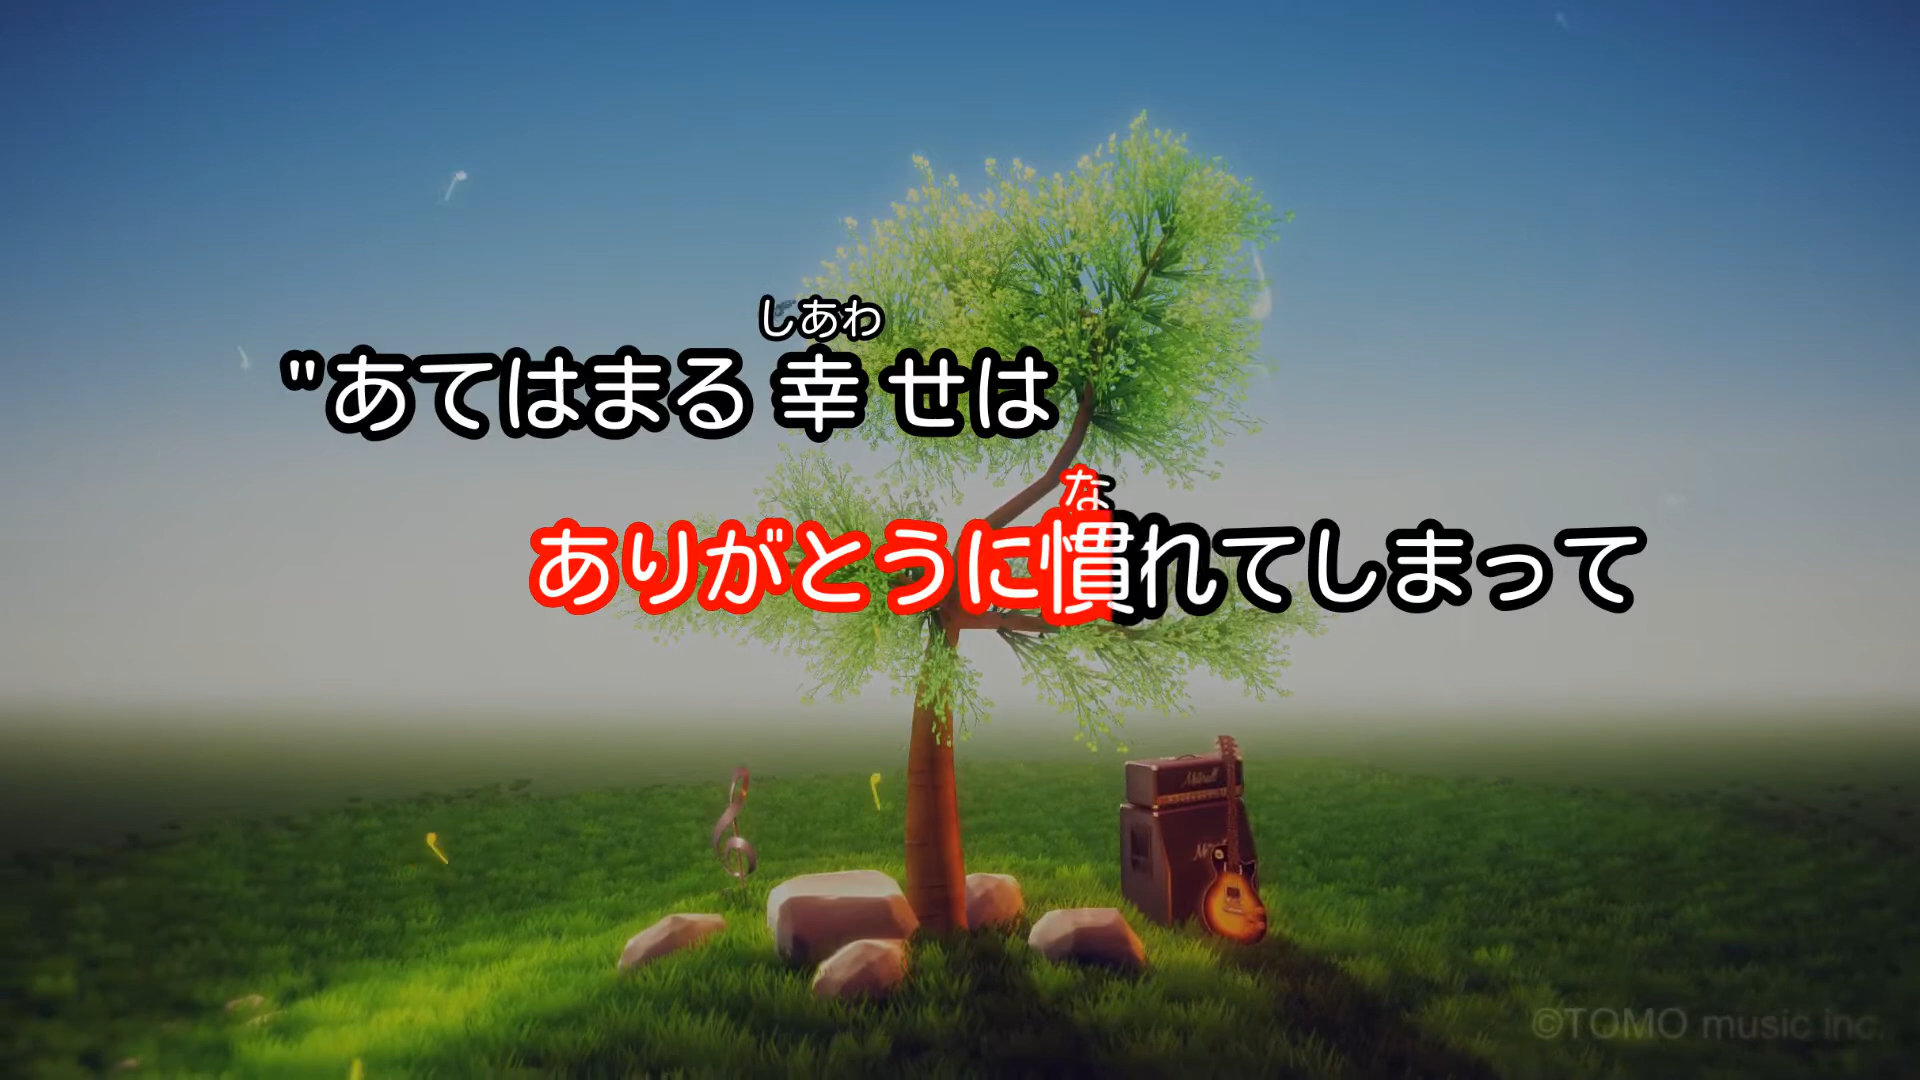 しあわ
"あてはまる 幸 せは
な
ありがとうに慣れてしまって
Marshall
©TOMO music inc.